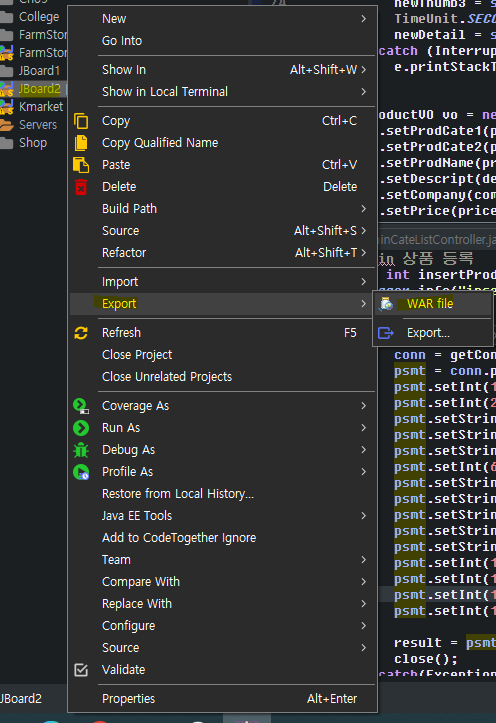 College
FarmStor
FarmStor
JBoard1
JBoard2
Kmarket
Servers
Shop
New
Go Into
Show In Alt+Shift+W
Show in Local Terminal
Copy Ctrl+C
Copy Qualified Name
Paste Ctrl+V
Delete Delete
Build Path
Source Alt+Shift+S
Refactor Alt+Shift+T
Import
Export
Refresh F5
Close Project
Close Unrelated Projects
Coverage As
Run As
Debug As
Profile As
Restore from Local History...
Java EE Tools
Add to CodeTogether Ignore
Team
Compare With
Replace With
Configure
Source
Validate
Properties Alt+Enter
WAR file
Export...
newThumb3 = s
TimeUnit.SECO
newDetail = s
catch (Interrup
e.printStackT
oductVO vo = ne
.setProdCate1(p
.setProdCate2(p
.setProdName(pr
.setDescript(de
.setCompany(com
.setPrice(price
inCateListController.ja
in 상품 등록
int insertProd
conn = getCon
psmt = conn.p
psmt.setInt(1
psmt.setInt(2
psmt.setStrin
psmt.setStrin
psmt.setStrin
psmt.setInt(6
psmt.setStrin
psmt.setStrin
psmt.setStrin
psmt.setStrin
psmt.setStrin
psmt.setInt(1
psmt.setInt(1
psmt.setInt(1
psmt.setInt(1
result = psmt
close();
catch(Exception
JBoard2